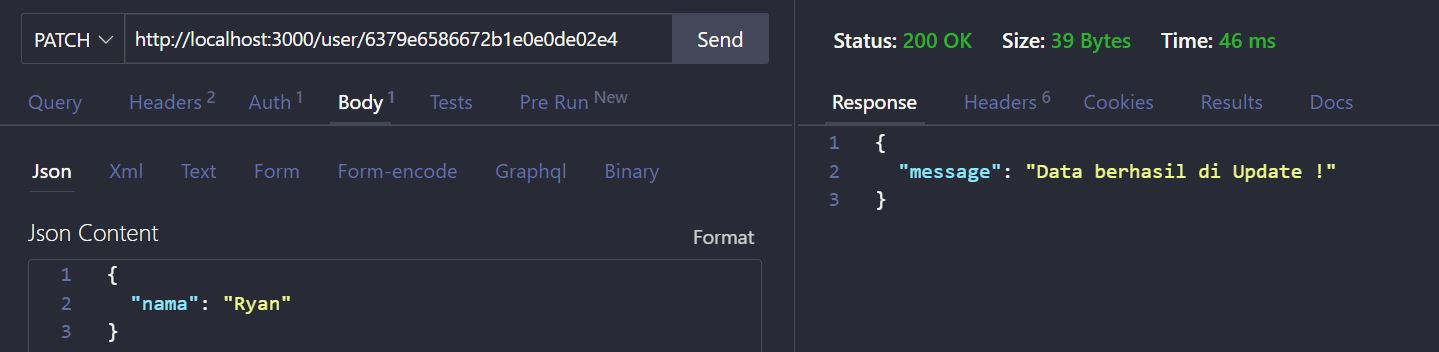 PATCH http://localhost:3000/user/6379e6586672b1e0e0de02e4 Send
Query Headers 2 Auth 1 Body 1 Tests Pre Run New
Json Xml Text Form Form-encode Graphql Binary
Json Content Format
1 {
2 "nama": "Ryan"
3 }
Status: 200 OK Size: 39 Bytes Time: 46 ms
Response Headers 6 Cookies Results Docs
1 {
2 "message": "Data berhasil di Update !"
3 }